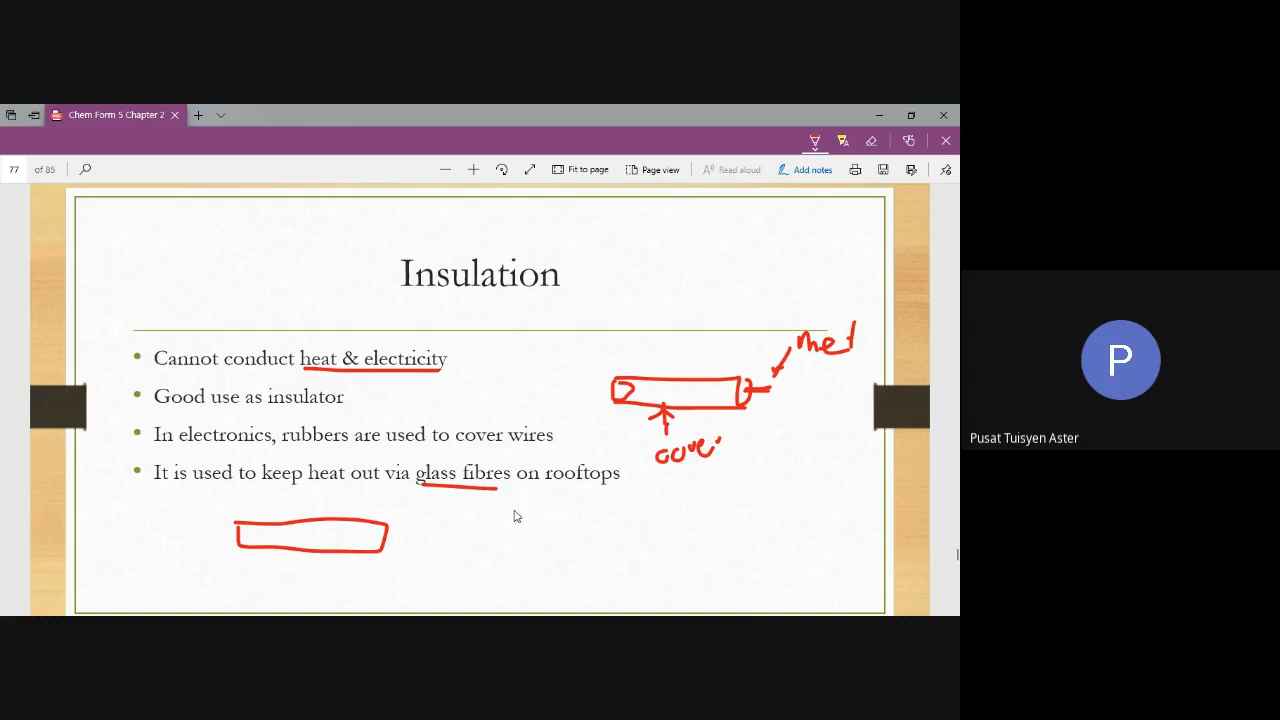 Chem Form 5 Chapter 2
77 of 85
Fit to page
Page view
Read aloud
Add notes
Insulation
• Cannot conduct heat & electricity
• Good use as insulator
• In electronics, rubbers are used to cover wires
• It is used to keep heat out via glass fibres on rooftops
met
cover
P
Pusat Tuisyen Aster